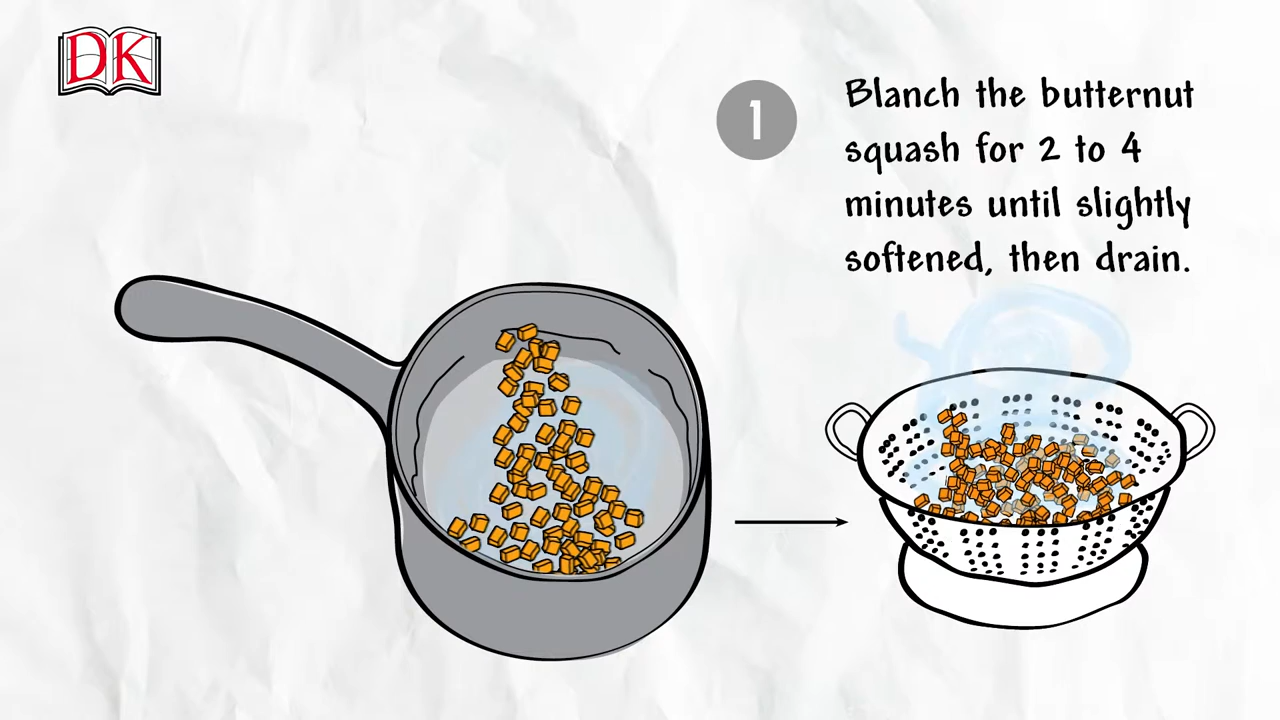 DK
1
Blanch the butternut
squash for 2 to 4
minutes until slightly
softened, then drain.